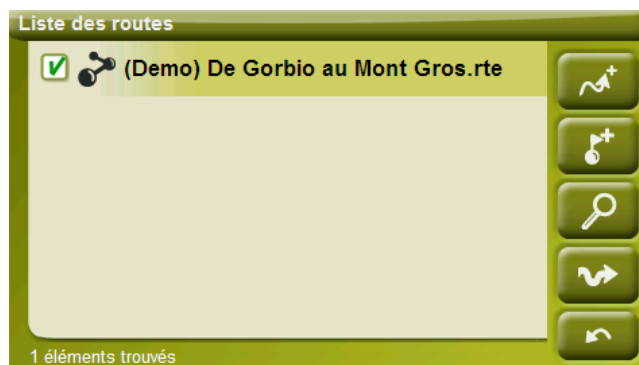 Liste des routes
(Demo) De Gorbio au Mont Gros.rte
1 éléments trouvés